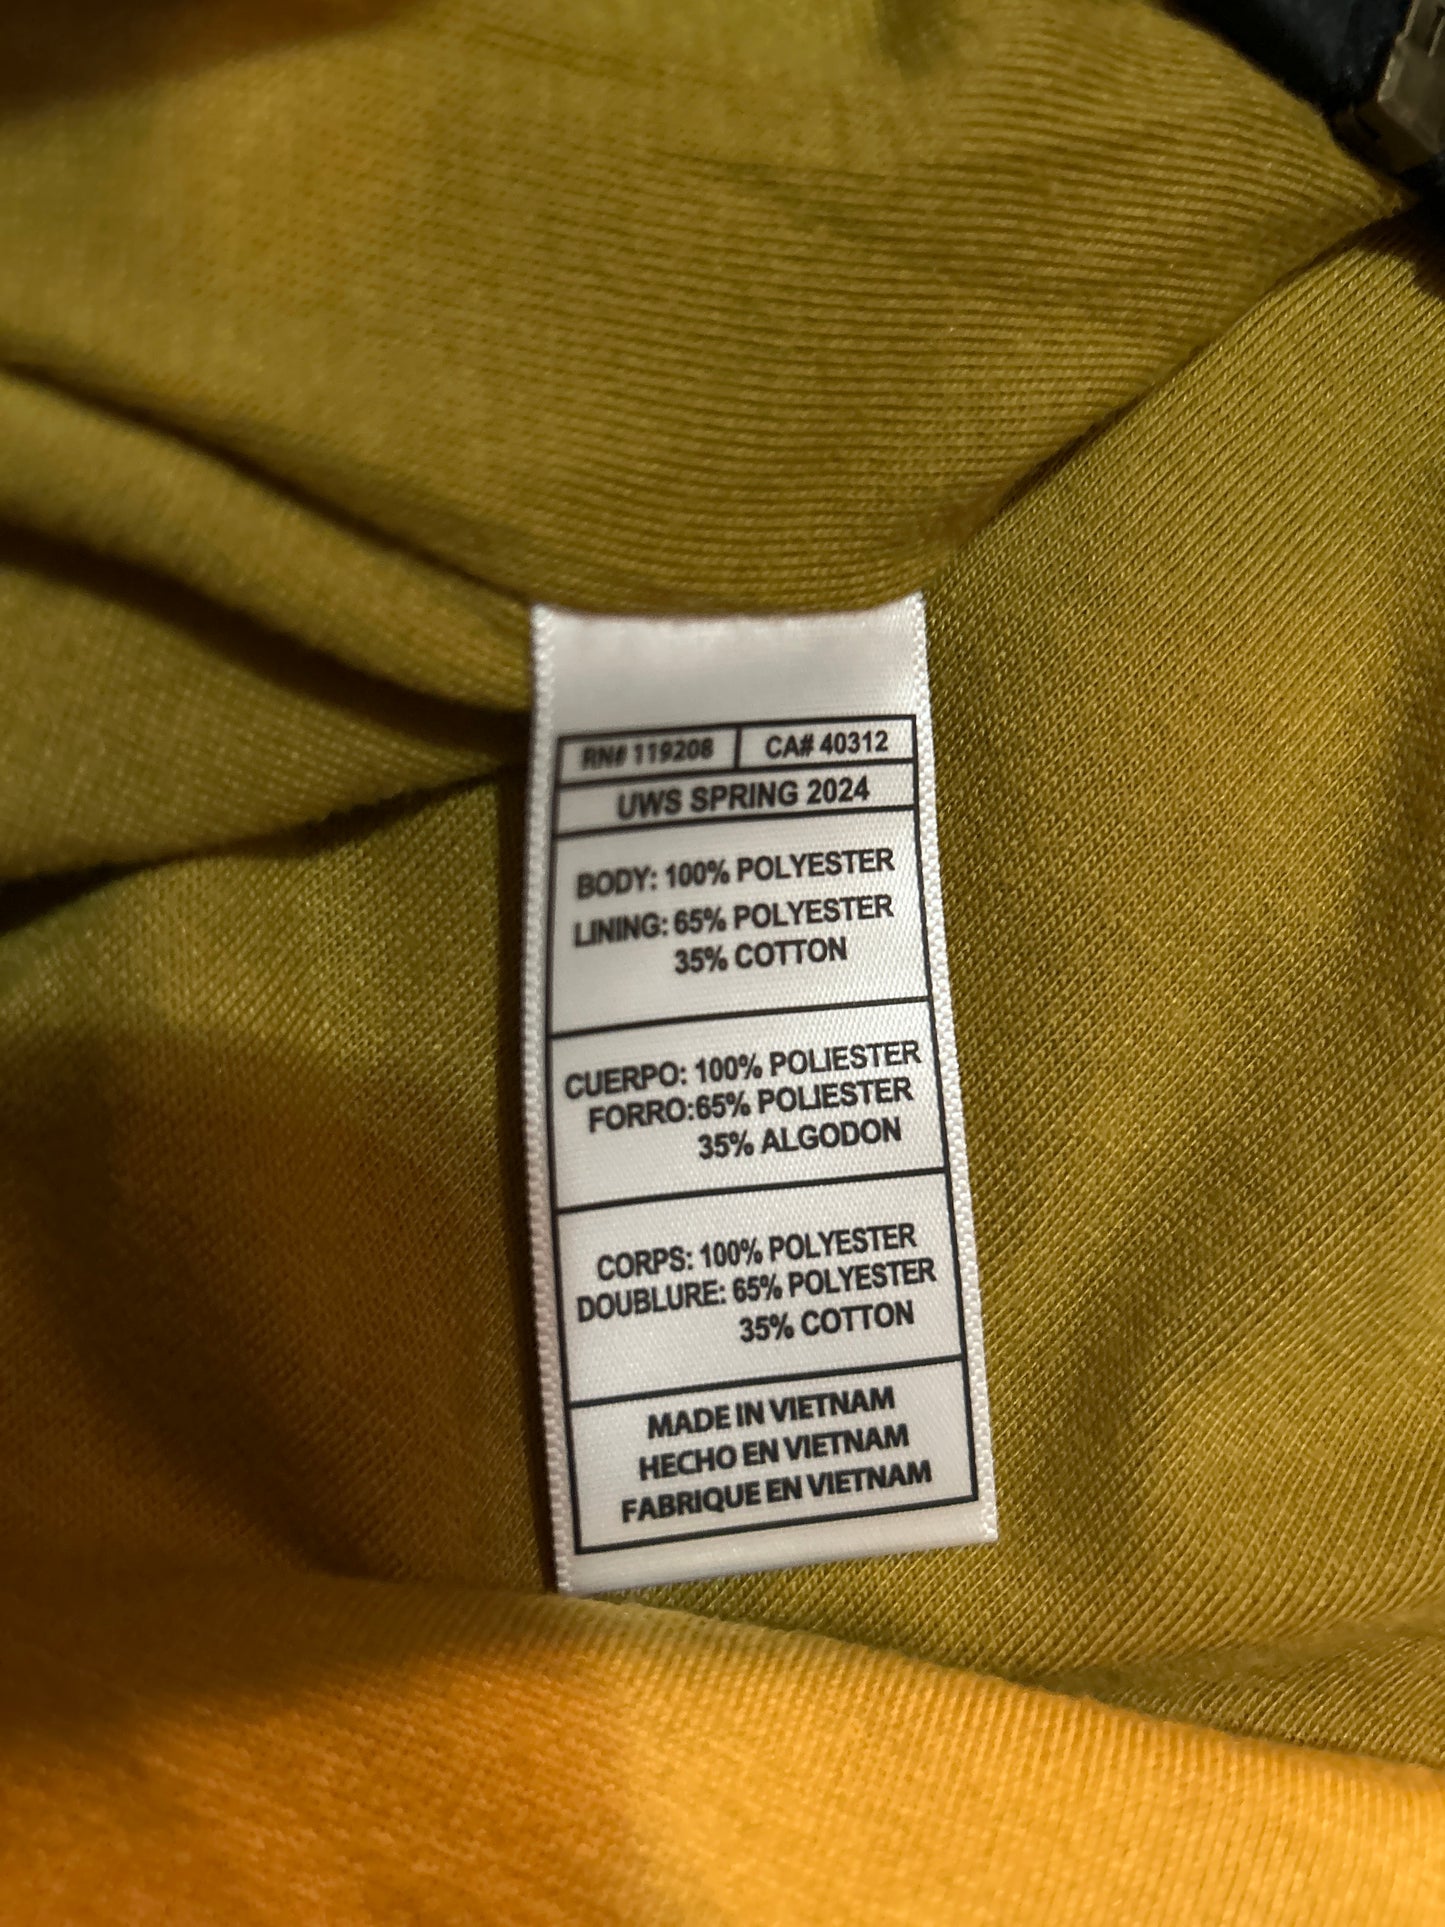 RN# 119208 CA# 40312
UWS SPRING 2024
BODY: 100% POLYESTER
LINING: 65% POLYESTER
35% COTTON
CUERPO: 100% POLIESTER
FORRO:65% POLIESTER
35% ALGODON
CORPS: 100% POLYESTER
DOUBLURE: 65% POLYESTER
35% COTTON
MADE IN VIETNAM
HECHO EN VIETNAM
FABRIQUE EN VIETNAM